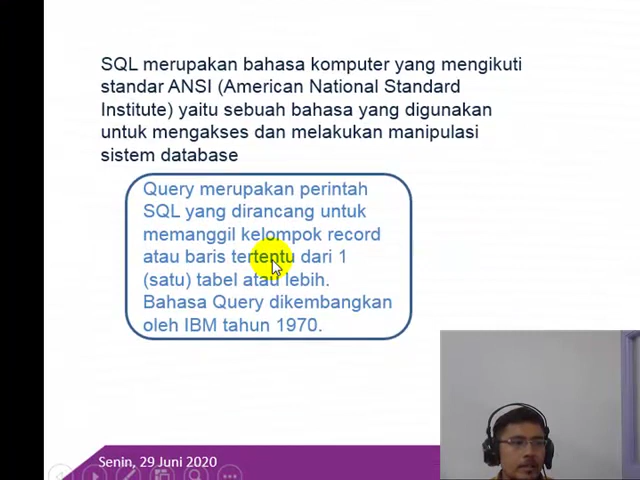 SQL merupakan bahasa komputer yang mengikuti
standar ANSI (American National Standard
Institute) yaitu sebuah bahasa yang digunakan
untuk mengakses dan melakukan manipulasi
sistem database
Query merupakan perintah
SQL yang dirancang untuk
memanggil kelompok record
atau baris tertentu dari 1
(satu) tabel atau lebih.
Bahasa Query dikembangkan
oleh IBM tahun 1970.
Senin, 29 Juni 2020